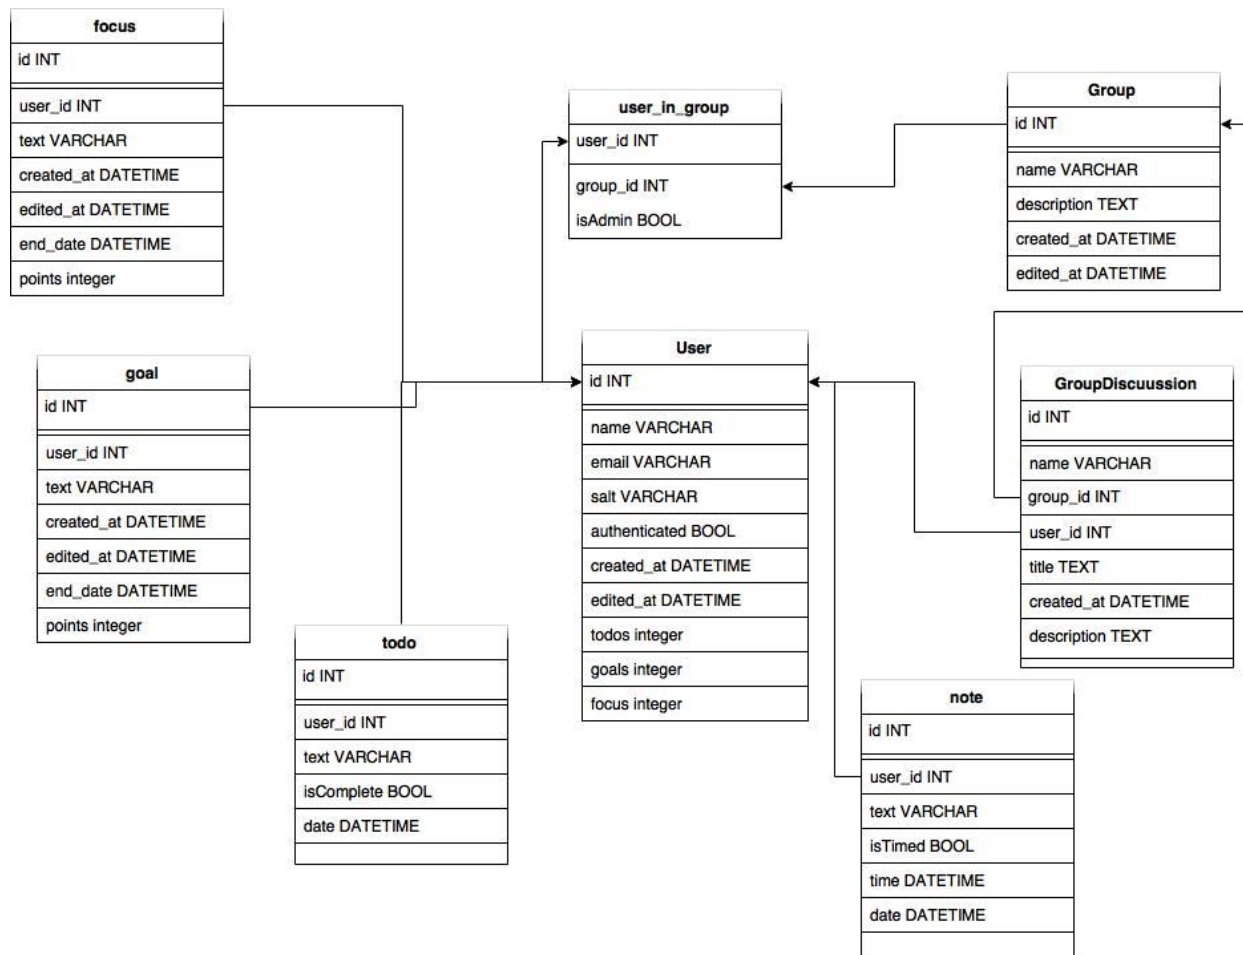 focus
id INT
user_id INT
text VARCHAR
created_at DATETIME
edited_at DATETIME
end_date DATETIME
points integer
user_in_group
user_id INT
group_id INT
isAdmin BOOL
Group
id INT
name VARCHAR
description TEXT
created_at DATETIME
edited_at DATETIME
goal
id INT
user_id INT
text VARCHAR
created_at DATETIME
edited_at DATETIME
end_date DATETIME
points integer
User
id INT
name VARCHAR
email VARCHAR
salt VARCHAR
authenticated BOOL
created_at DATETIME
edited_at DATETIME
todos integer
goals integer
focus integer
GroupDiscuussion
id INT
name VARCHAR
group_id INT
user_id INT
title TEXT
created_at DATETIME
description TEXT
todo
id INT
user_id INT
text VARCHAR
isComplete BOOL
date DATETIME
note
id INT
user_id INT
text VARCHAR
isTimed BOOL
time DATETIME
date DATETIME